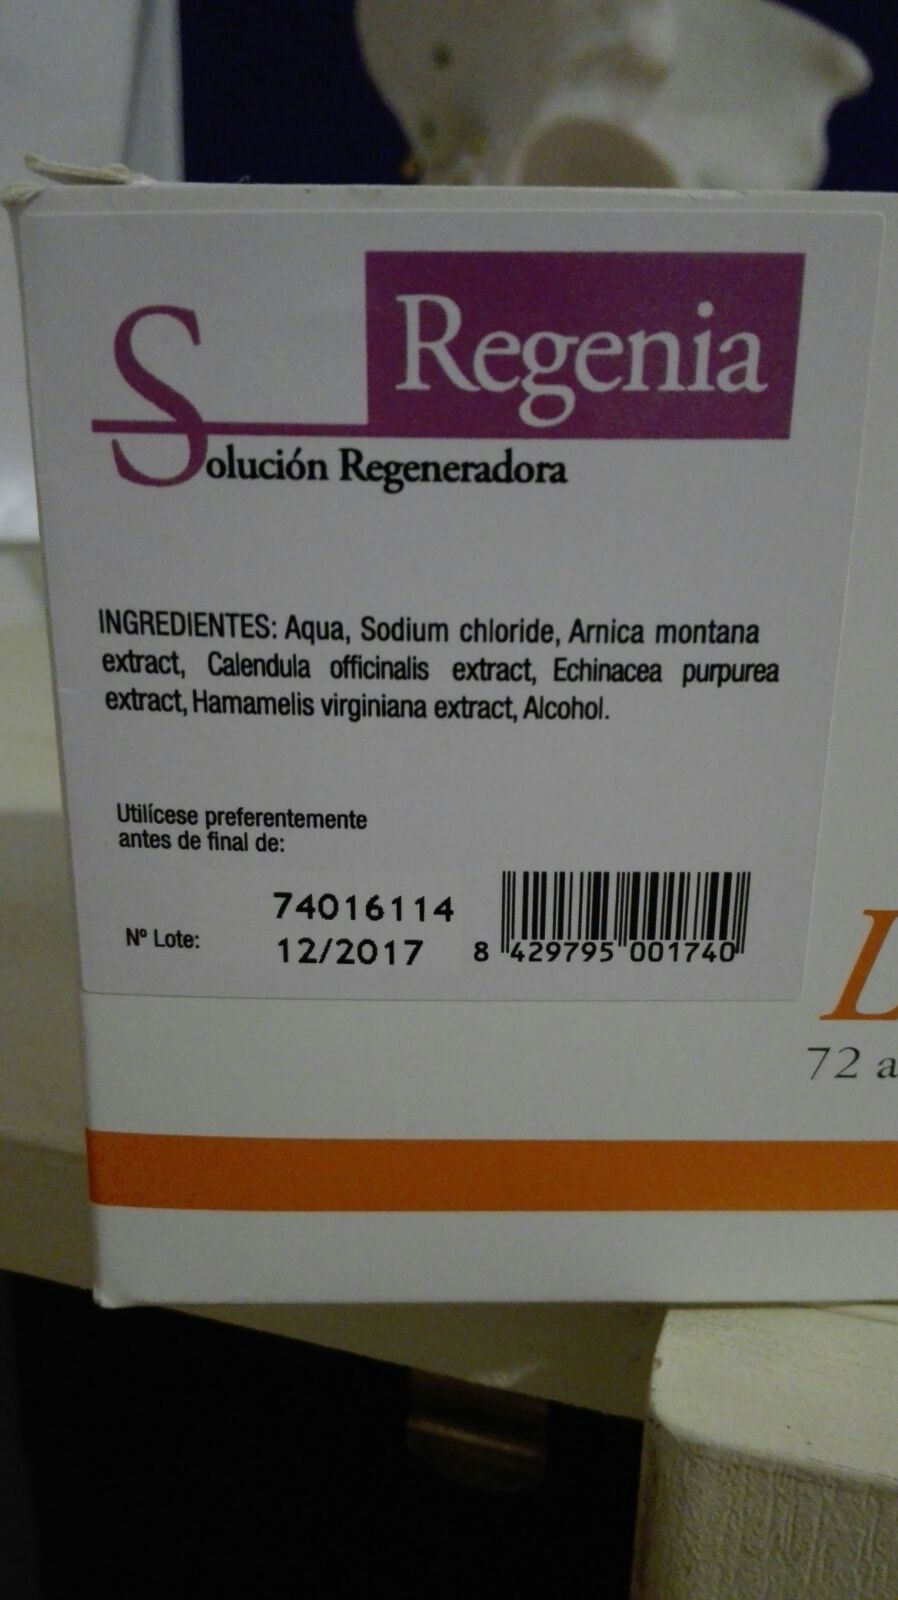 Regenia
Solución Regeneradora
INGREDIENTES: Aqua, Sodium chloride, Arnica montana
extract, Calendula officinalis extract, Echinacea purpurea
extract, Hamamelis virginiana extract, Alcohol.
Utilícese preferentemente
antes de final de:
74016114
Nº Lote:
12/2017
8 429795 001740
72